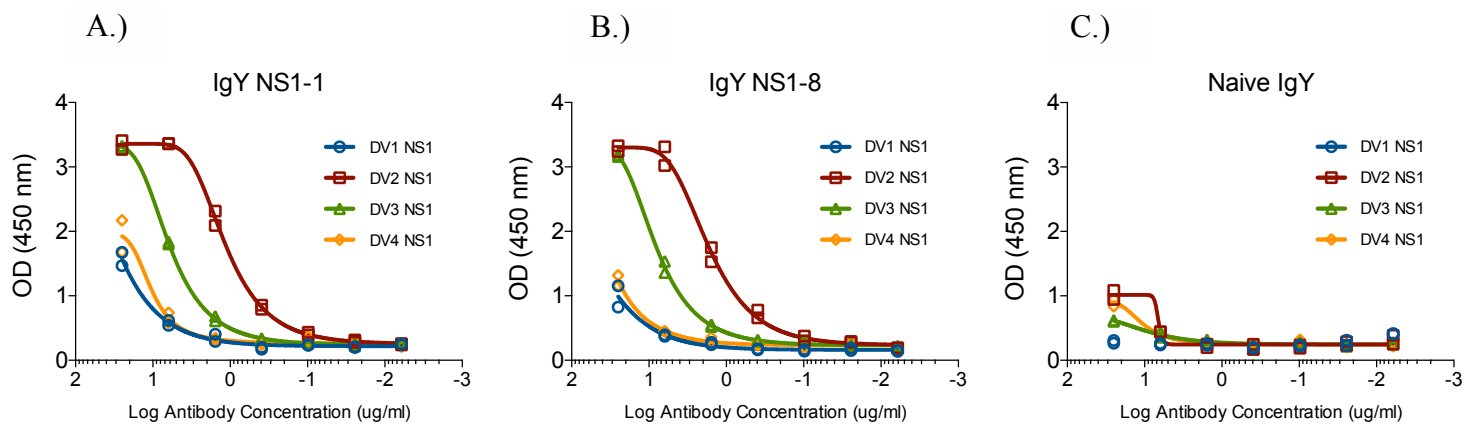 A.)
B.)
C.)
IgY NS1-1
IgY NS1-8
Naive IgY
OD (450 nm)
4
3
2
1
0
DV1 NS1
DV2 NS1
DV3 NS1
DV4 NS1
2
1
0
-1
-2
-3
Log Antibody Concentration (ug/ml)
OD (450 nm)
4
3
2
1
0
DV1 NS1
DV2 NS1
DV3 NS1
DV4 NS1
2
1
0
-1
-2
-3
Log Antibody Concentration (ug/ml)
OD (450 nm)
4
3
2
1
0
DV1 NS1
DV2 NS1
DV3 NS1
DV4 NS1
2
1
0
-1
-2
-3
Log Antibody Concentration (ug/ml)